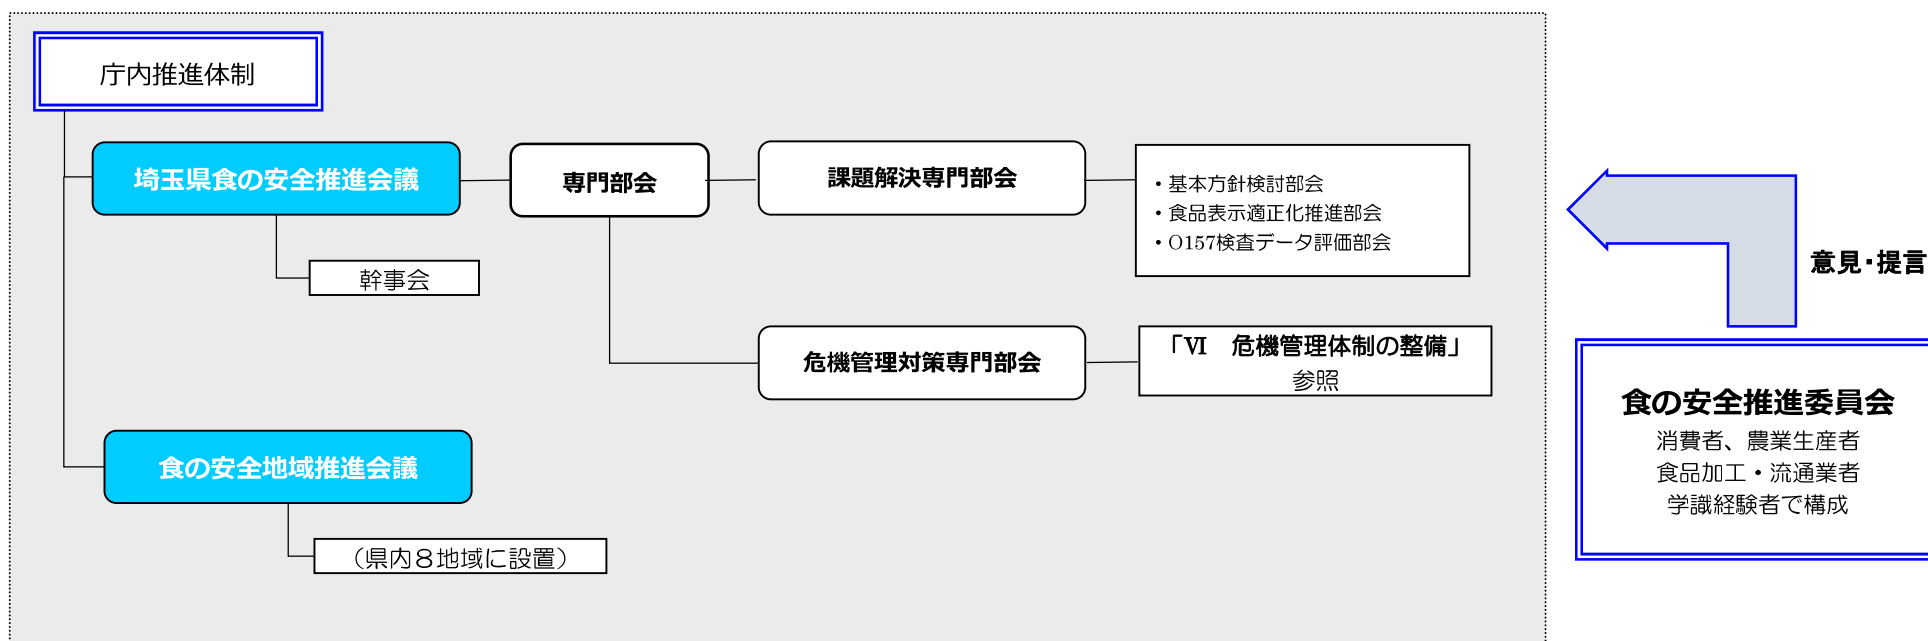 庁内推進体制
埼玉県食の安全推進会議
専門部会
課題解決専門部会
・基本方針検討部会
・食品表示適正化推進部会
・O157検査データ評価部会
幹事会
危機管理対策専門部会
「Ⅵ　危機管理体制の整備」
参照
食の安全地域推進会議
（県内８地域に設置）
意見・提言
食の安全推進委員会
消費者、農業生産者
食品加工・流通業者
学識経験者で構成